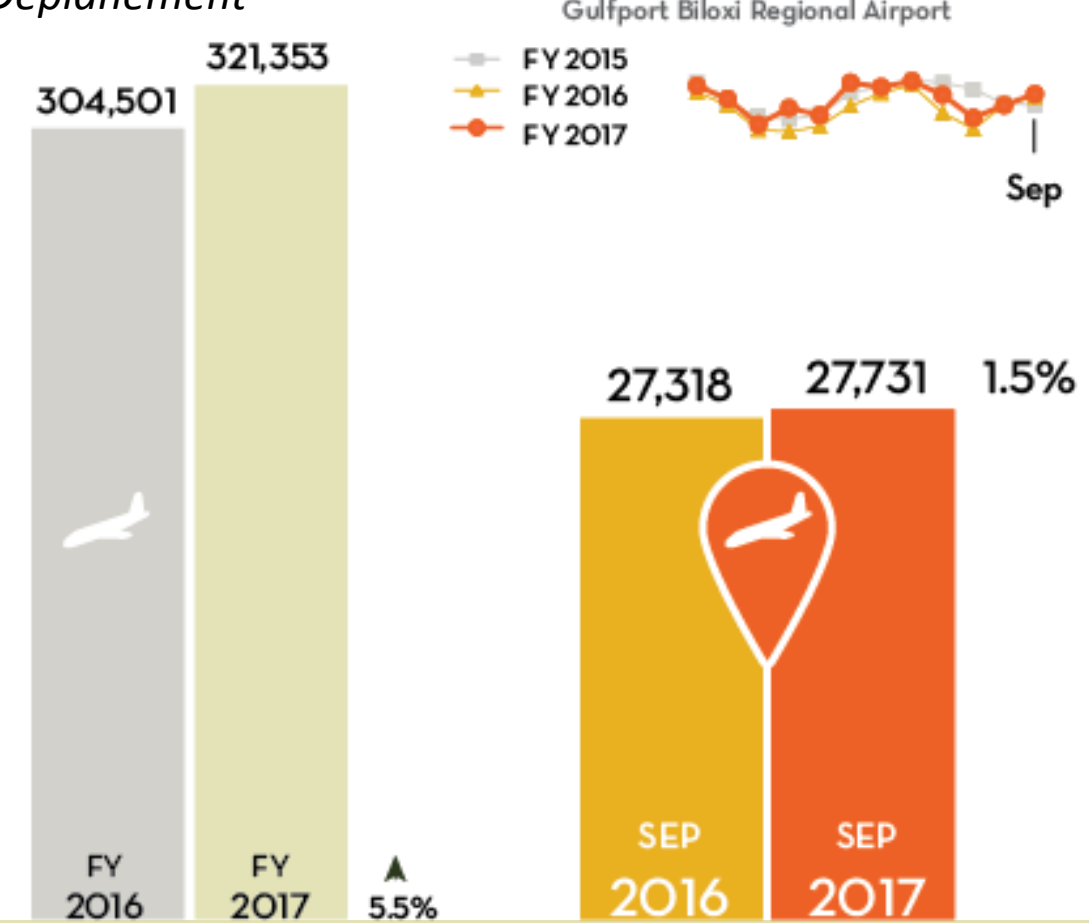 Deplanement
Gulfport Biloxi Regional Airport
FY 2015
FY 2016
FY 2017
Sep
304,501
321,353
FY
2016
FY
2017
5.5%
27,318
27,731
1.5%
SEP
2016
SEP
2017